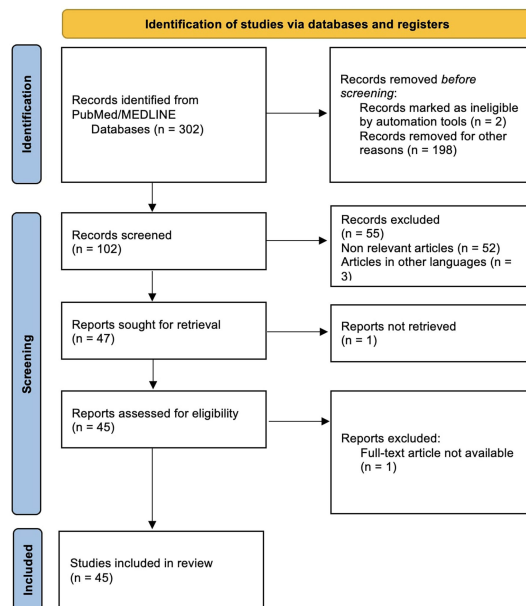 Identification of studies via databases and registers
Identification
Records identified from
PubMed/MEDLINE
Databases (n = 302)
Records removed before
screening:
Records marked as ineligible
by automation tools (n = 2)
Records removed for other
reasons (n = 198)
Screening
Records screened
(n = 102)
Records excluded
(n = 55)
Non relevant articles (n = 52)
Articles in other languages (n =
3)
Reports sought for retrieval
(n = 47)
Reports not retrieved
(n = 1)
Reports assessed for eligibility
(n = 45)
Reports excluded:
Full-text article not available
(n = 1)
Included
Studies included in review
(n = 45)